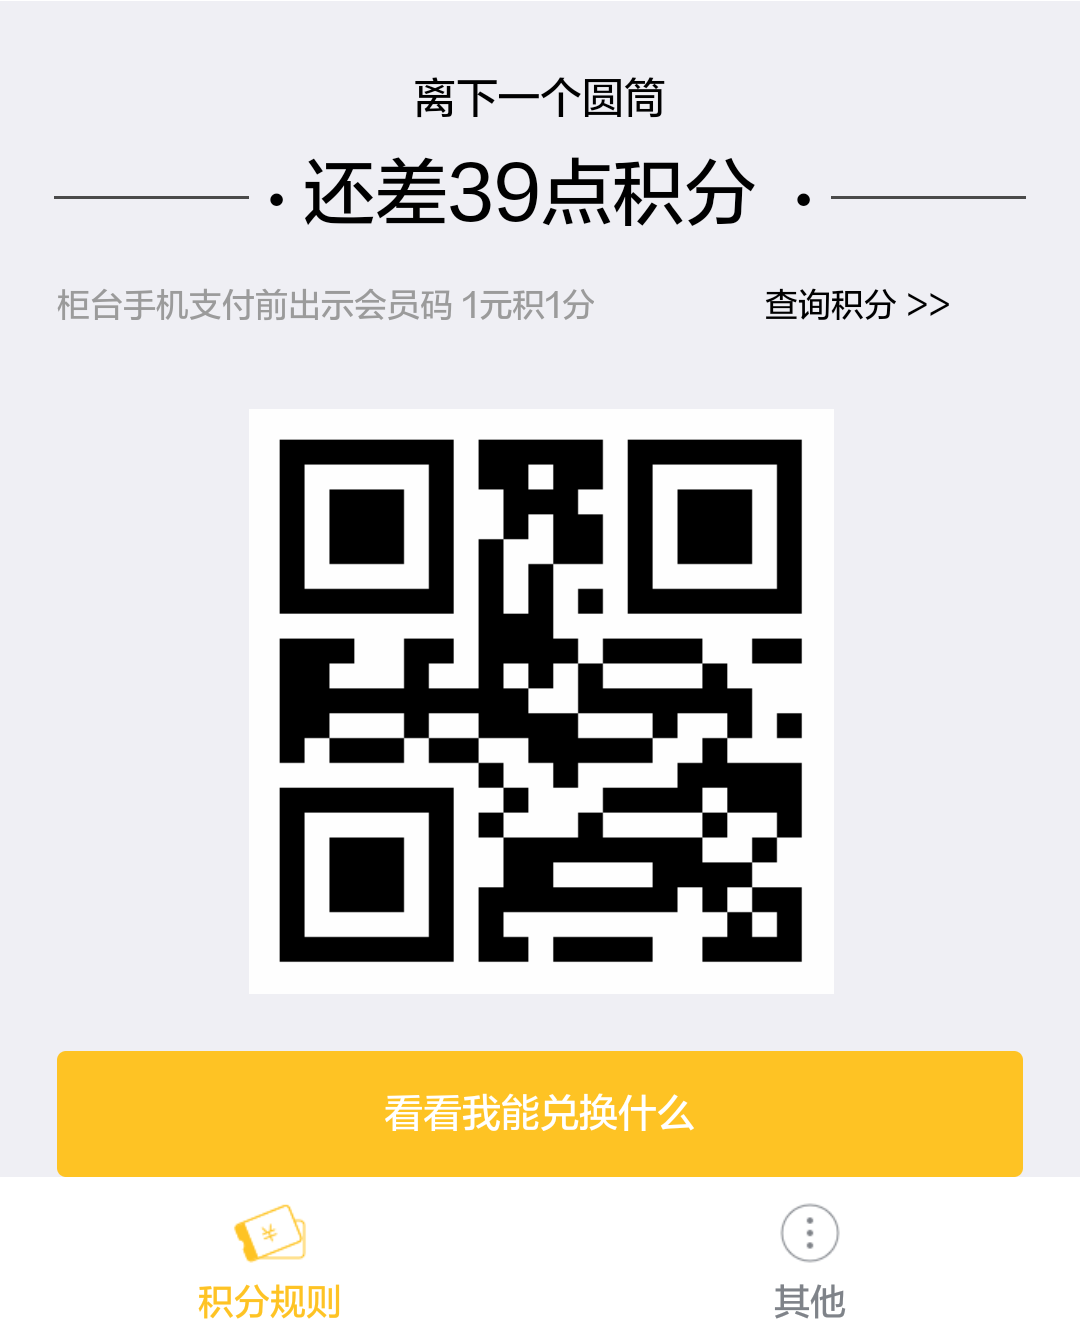 离下一个圆筒
还差39点积分
柜台手机支付前出示会员码 1元积1分
查询积分 >>
看看我能兑换什么
¥
积分规则
其他